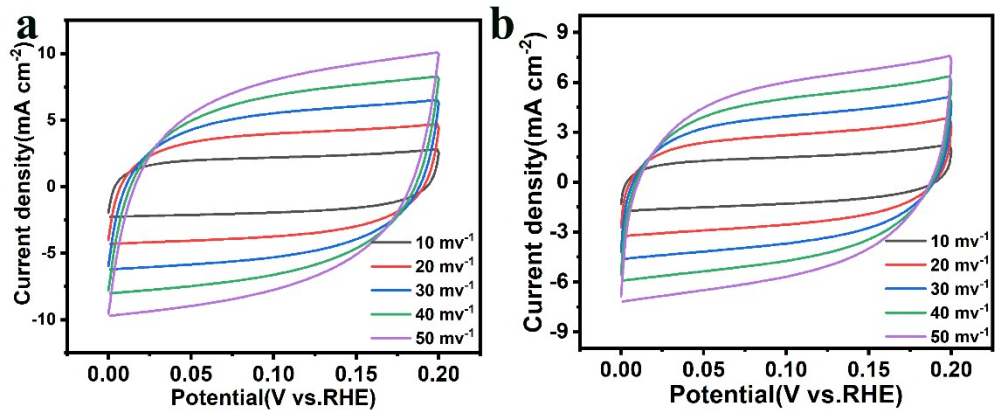 a
Current density(mA cm-2)
10
5
0
-5
-10
0.00 0.05 0.10 0.15 0.20
Potential(V vs.RHE)
10 mv-1
20 mv-1
30 mv-1
40 mv-1
50 mv-1
b
Current density(mA cm-2)
9
6
3
0
-3
-6
-9
0.00 0.05 0.10 0.15 0.20
Potential(V vs.RHE)
10 mv-1
20 mv-1
30 mv-1
40 mv-1
50 mv-1